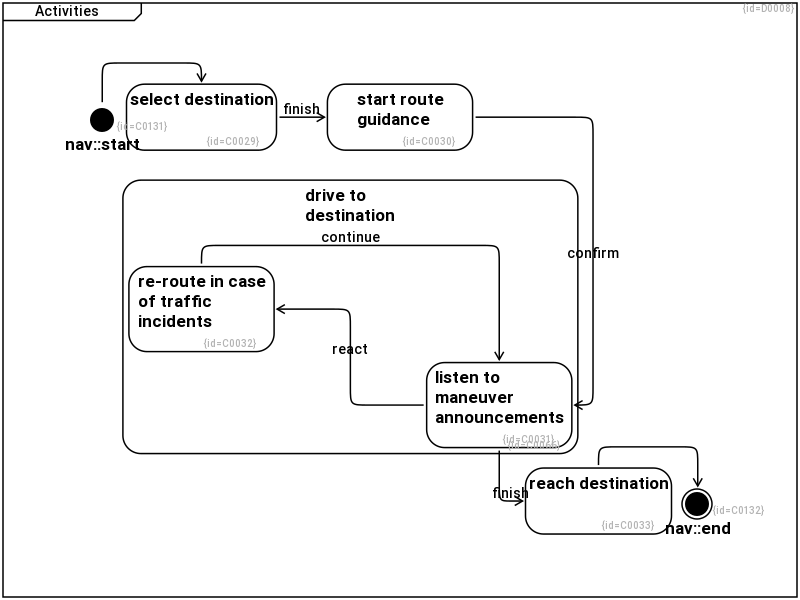 Activities
{id=D0008}
select destination
{id=C0029}
finish
start route
guidance
{id=C0030}
{id=C0131}
nav::start
drive to
destination
continue
confirm
re-route in case
of traffic
incidents
{id=C0032}
react
listen to
maneuver
announcements
{id=C0031}
finish
reach destination
{id=C0033}
{id=C0132}
nav::end